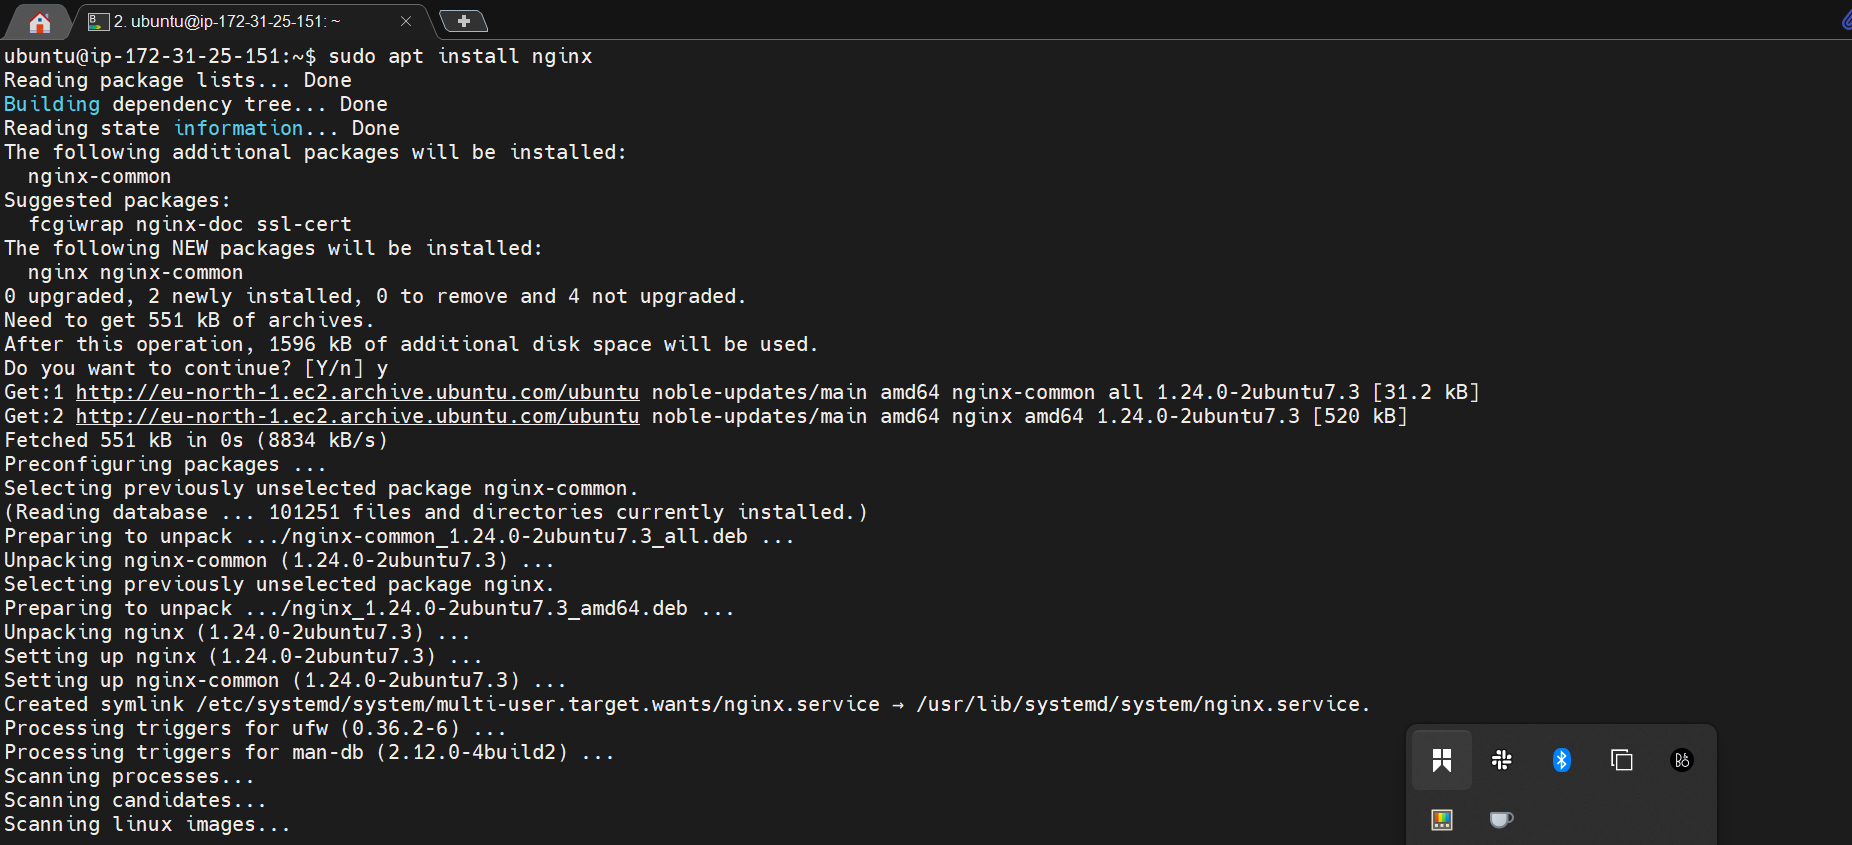 2. ubuntu@ip-172-31-25-151: ~
ubuntu@ip-172-31-25-151:~$ sudo apt install nginx
Reading package lists... Done
Building dependency tree... Done
Reading state information... Done
The following additional packages will be installed:
  nginx-common
Suggested packages:
  fcgiwrap nginx-doc ssl-cert
The following NEW packages will be installed:
  nginx nginx-common
0 upgraded, 2 newly installed, 0 to remove and 4 not upgraded.
Need to get 551 kB of archives.
After this operation, 1596 kB of additional disk space will be used.
Do you want to continue? [Y/n] y
Get:1 http://eu-north-1.ec2.archive.ubuntu.com/ubuntu noble-updates/main amd64 nginx-common all 1.24.0-2ubuntu7.3 [31.2 kB]
Get:2 http://eu-north-1.ec2.archive.ubuntu.com/ubuntu noble-updates/main amd64 nginx amd64 1.24.0-2ubuntu7.3 [520 kB]
Fetched 551 kB in 0s (8834 kB/s)
Preconfiguring packages ...
Selecting previously unselected package nginx-common.
(Reading database ... 101251 files and directories currently installed.)
Preparing to unpack .../nginx-common_1.24.0-2ubuntu7.3_all.deb ...
Unpacking nginx-common (1.24.0-2ubuntu7.3) ...
Selecting previously unselected package nginx.
Preparing to unpack .../nginx_1.24.0-2ubuntu7.3_amd64.deb ...
Unpacking nginx (1.24.0-2ubuntu7.3) ...
Setting up nginx (1.24.0-2ubuntu7.3) ...
Setting up nginx-common (1.24.0-2ubuntu7.3) ...
Created symlink /etc/systemd/system/multi-user.target.wants/nginx.service → /usr/lib/systemd/system/nginx.service.
Processing triggers for ufw (0.36.2-6) ...
Processing triggers for man-db (2.12.0-4build2) ...
Scanning processes...
Scanning candidates...
Scanning linux images...